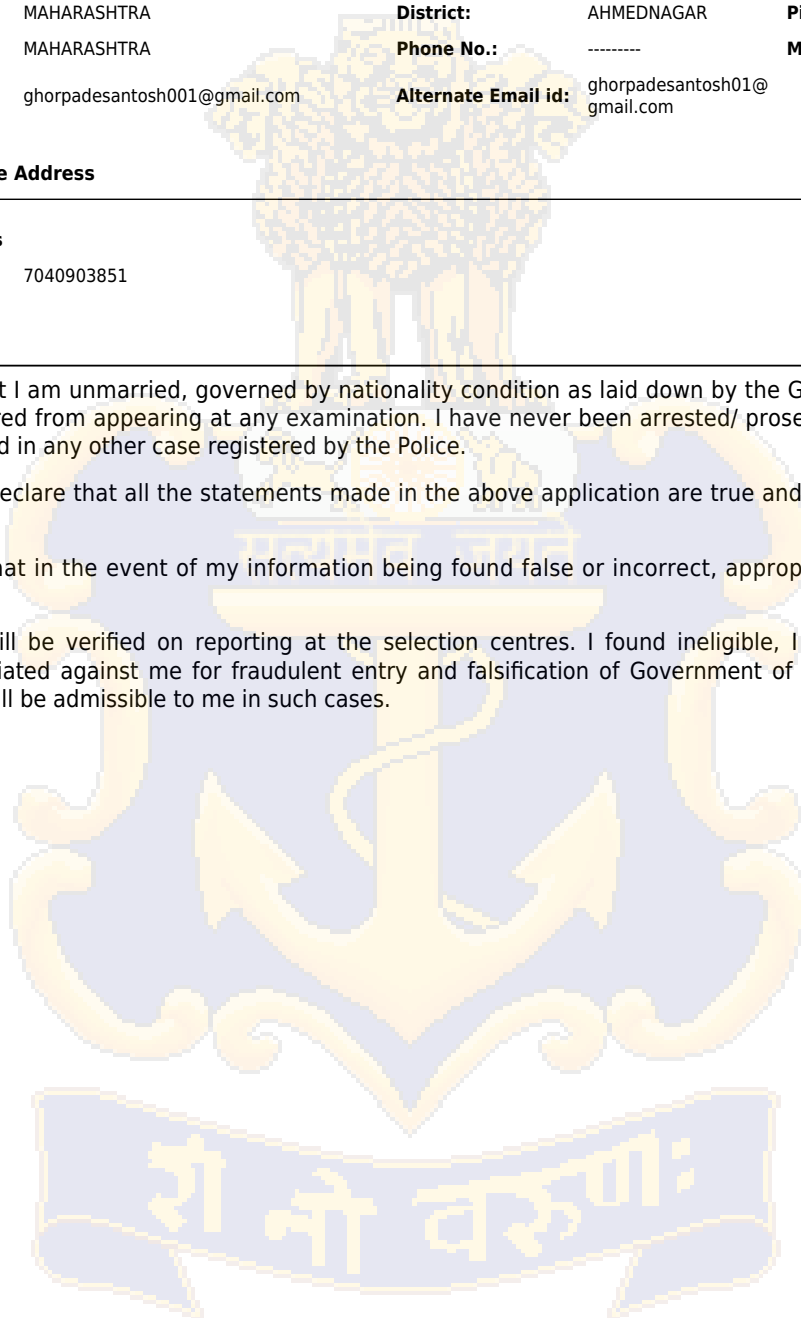 MAHARASHTRA District: AHMEDNAGAR
MAHARASHTRA Phone No.: ---------
ghorpadesantosh001@gmail.com Alternate Email id: ghorpadesantosh01@
gmail.com
e Address
s
7040903851
t I am unmarried, governed by nationality condition as laid down by the G
red from appearing at any examination. I have never been arrested/ prose
d in any other case registered by the Police.
eclare that all the statements made in the above application are true and
सत्यमेव जयते
hat in the event of my information being found false or incorrect, approp
ill be verified on reporting at the selection centres. I found ineligible, I
iated against me for fraudulent entry and falsification of Government of
ll be admissible to me in such cases.
शं नो वरुणः